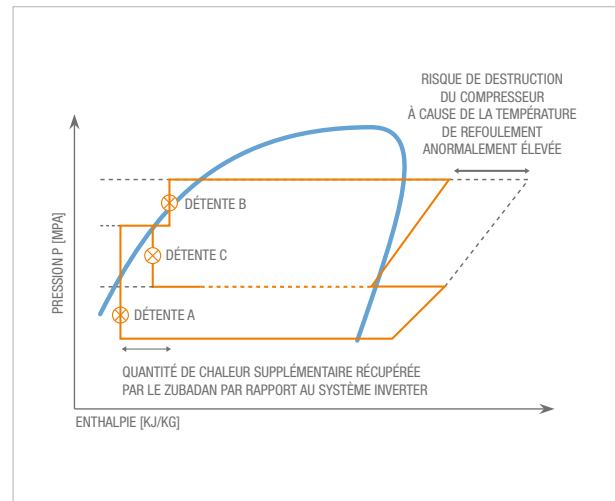 RISQUE DE DESTRUCTION
DU COMPRESSEUR
À CAUSE DE LA TEMPÉRATURE
DE REFOULEMENT
ANORMALEMENT ÉLEVÉE
PRESSION P [MPA]
DÉTENTE B
DÉTENTE C
DÉTENTE A
QUANTITÉ DE CHALEUR SUPPLÉMENTAIRE RÉCUPÉRÉE
PAR LE ZUBADAN PAR RAPPORT AU SYSTÈME INVERTER
ENTHALPIE [KJ/KG]